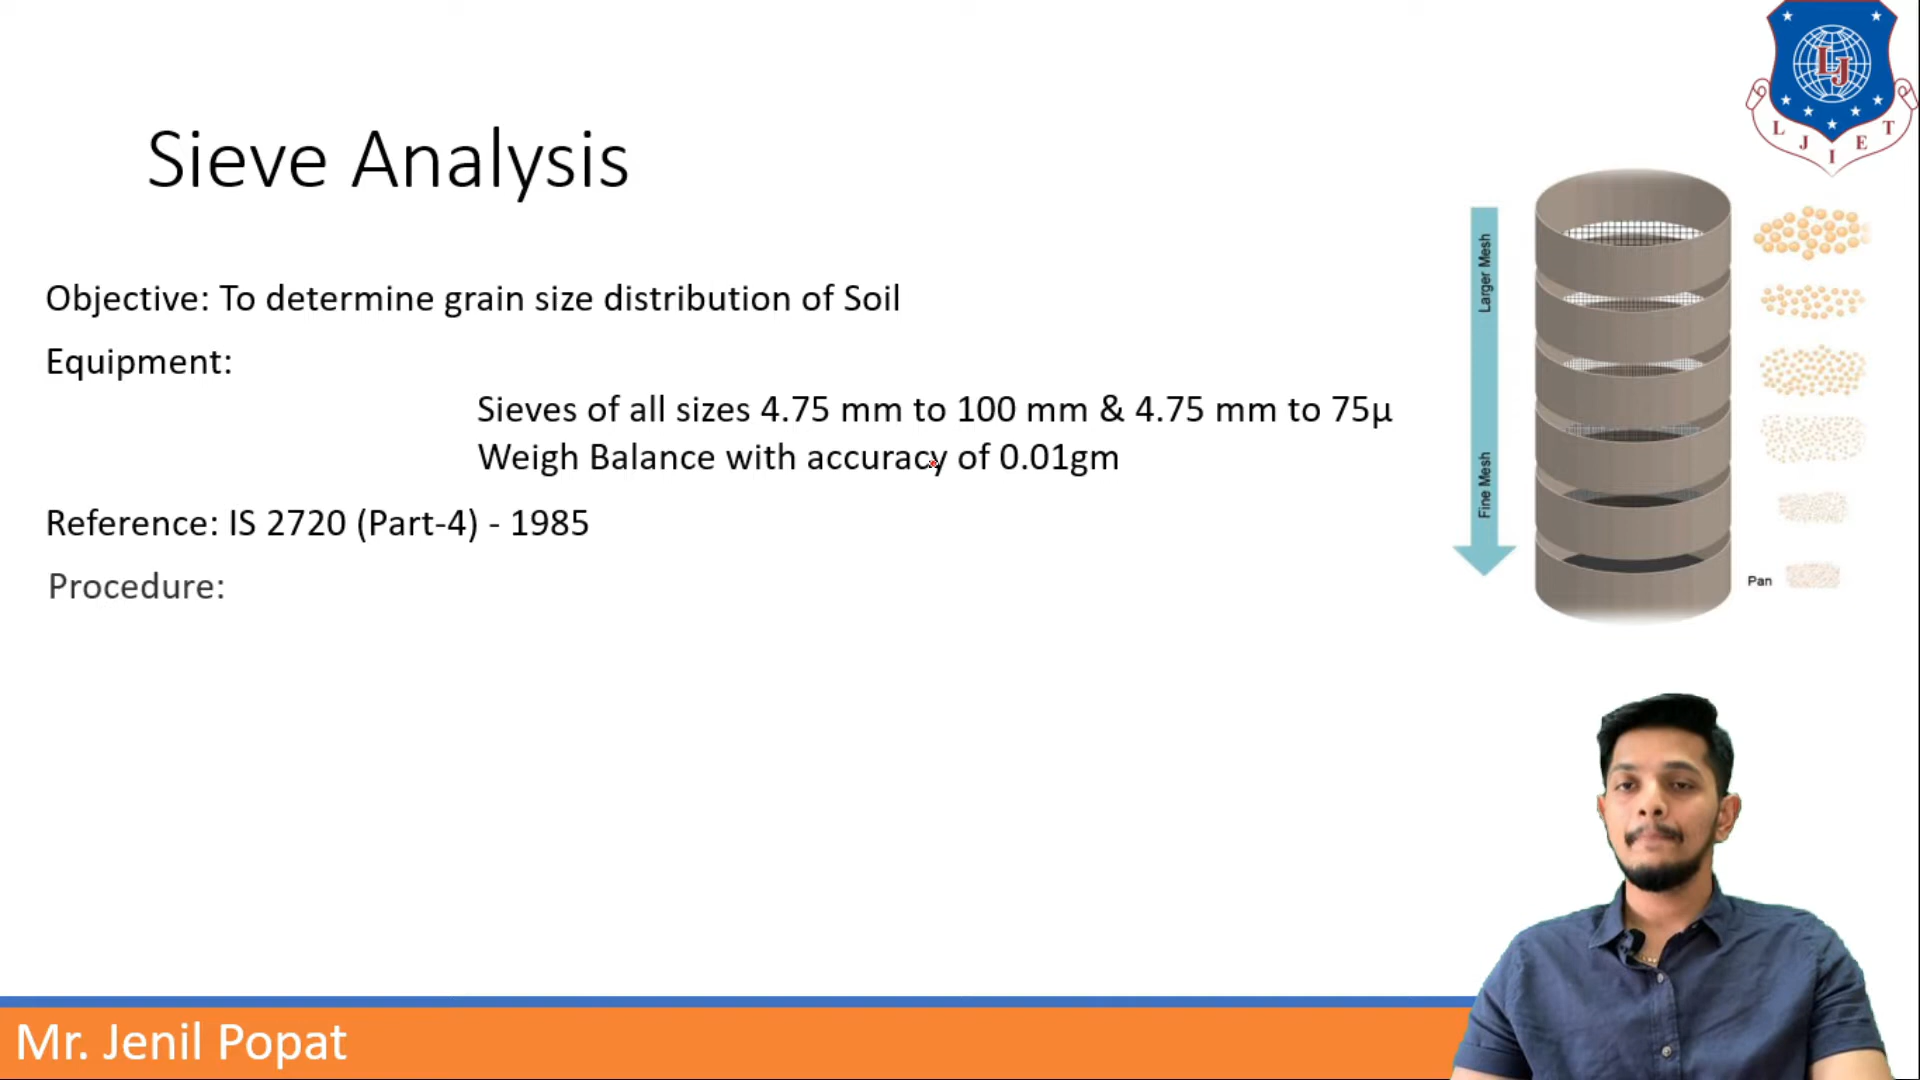 Sieve Analysis
Objective: To determine grain size distribution of Soil
Equipment:
Sieves of all sizes 4.75 mm to 100 mm & 4.75 mm to 75µ
Weigh Balance with accuracy of 0.01gm
Reference: IS 2720 (Part-4) - 1985
Procedure:
LJ
L J I E T
Larger Mesh
Fine Mesh
Pan
Mr. Jenil Popat